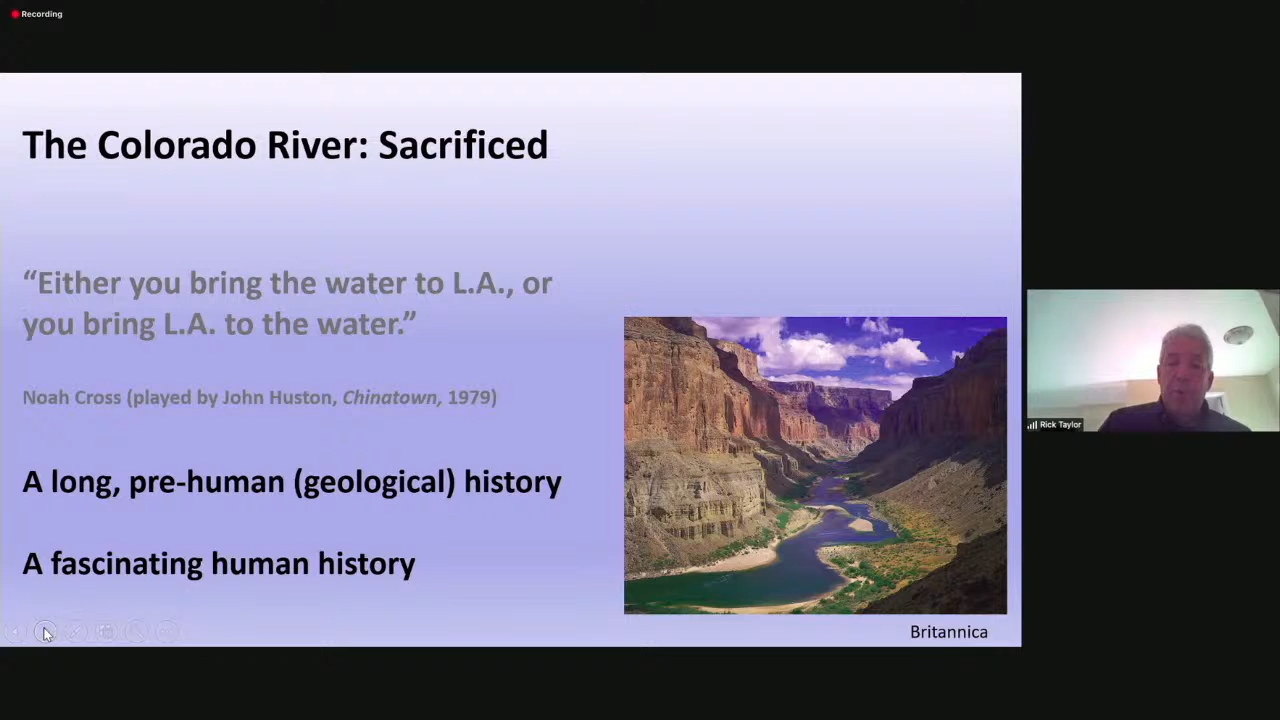 Recording
The Colorado River: Sacrificed
“Either you bring the water to L.A., or
you bring L.A. to the water.”
Noah Cross (played by John Huston, Chinatown, 1979)
A long, pre-human (geological) history
A fascinating human history
Britannica
Rick Taylor